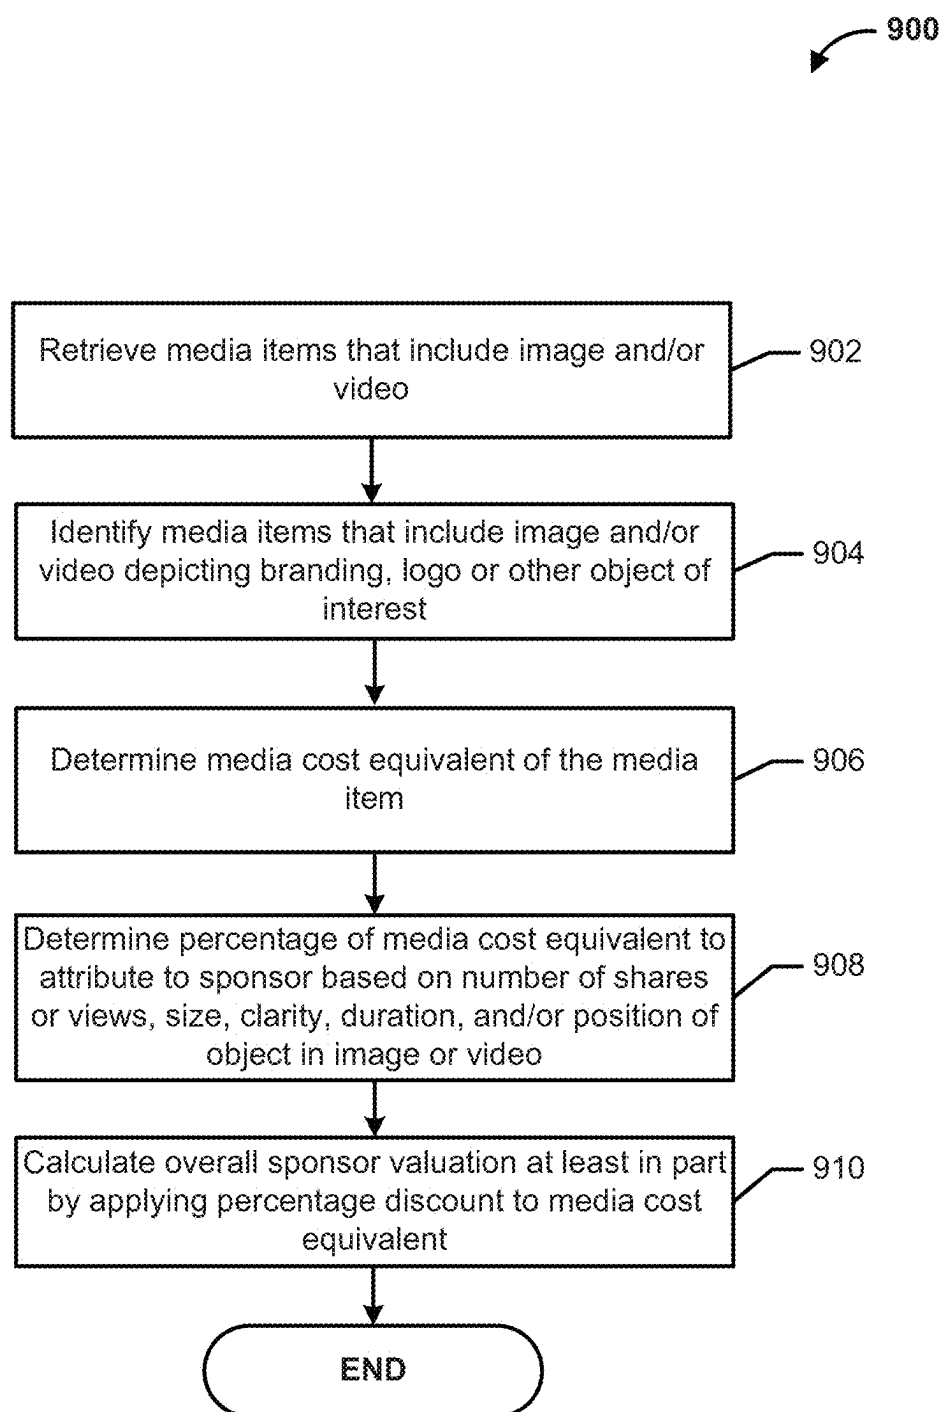 900
Retrieve media items that include image and/or
video
902
Identify media items that include image and/or
video depicting branding, logo or other object of
interest
904
Determine media cost equivalent of the media
item
906
Determine percentage of media cost equivalent to
attribute to sponsor based on number of shares
or views, size, clarity, duration, and/or position of
object in image or video
908
Calculate overall sponsor valuation at least in part
by applying percentage discount to media cost
equivalent
910
END